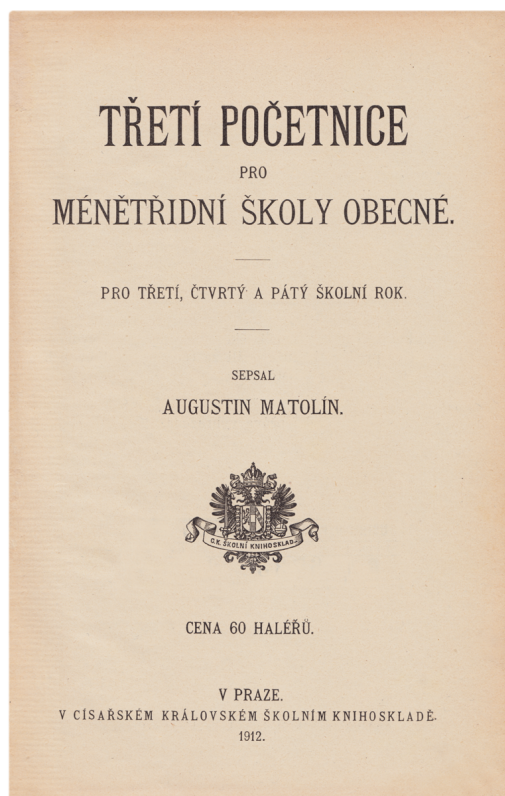 TŘETÍ POČETNICE
PRO
MÉNĚTŘIDNÍ ŠKOLY OBECNÉ.
PRO TŘETÍ, ČTVRTÝ A PÁTÝ ŠKOLNÍ ROK.
SEPSAL
AUGUSTIN MATOLÍN.
C.K. ŠKOLNÍ KNIHOSKLAD
CENA 60 HALÉŘŮ.
V PRAZE.
V CÍSAŘSKÉM KRÁLOVSKÉM ŠKOLNÍM KNIHOSKLADĚ.
1912.